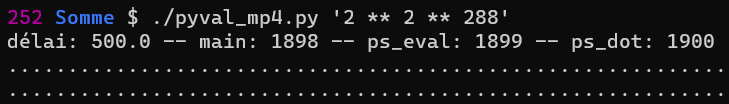 252 Somme $ ./pyval_mp4.py '2 ** 2 ** 288'
délai: 500.0 -- main: 1898 -- ps_eval: 1899 -- ps_dot: 1900
............................................................
............................................................